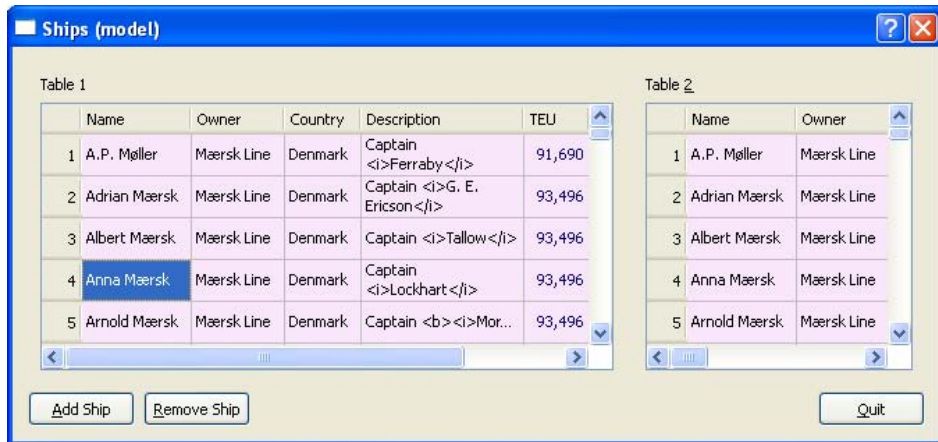 Ships (model)
Table 1
Name Owner Country Description TEU
1 A.P. Møller Mærsk Line Denmark Captain <i>Ferraby</i> 91,690
2 Adrian Mærsk Mærsk Line Denmark Captain <i>G. E. Ericson</i> 93,496
3 Albert Mærsk Mærsk Line Denmark Captain <i>Tallow</i> 93,496
4 Anna Mærsk Mærsk Line Denmark Captain <i>Lockhart</i> 93,496
5 Arnold Mærsk Mærsk Line Denmark Captain <b><i>Mor... 93,496
Table 2
Name Owner
1 A.P. Møller Mærsk Line
2 Adrian Mærsk Mærsk Line
3 Albert Mærsk Mærsk Line
4 Anna Mærsk Mærsk Line
5 Arnold Mærsk Mærsk Line
Add Ship Remove Ship Quit